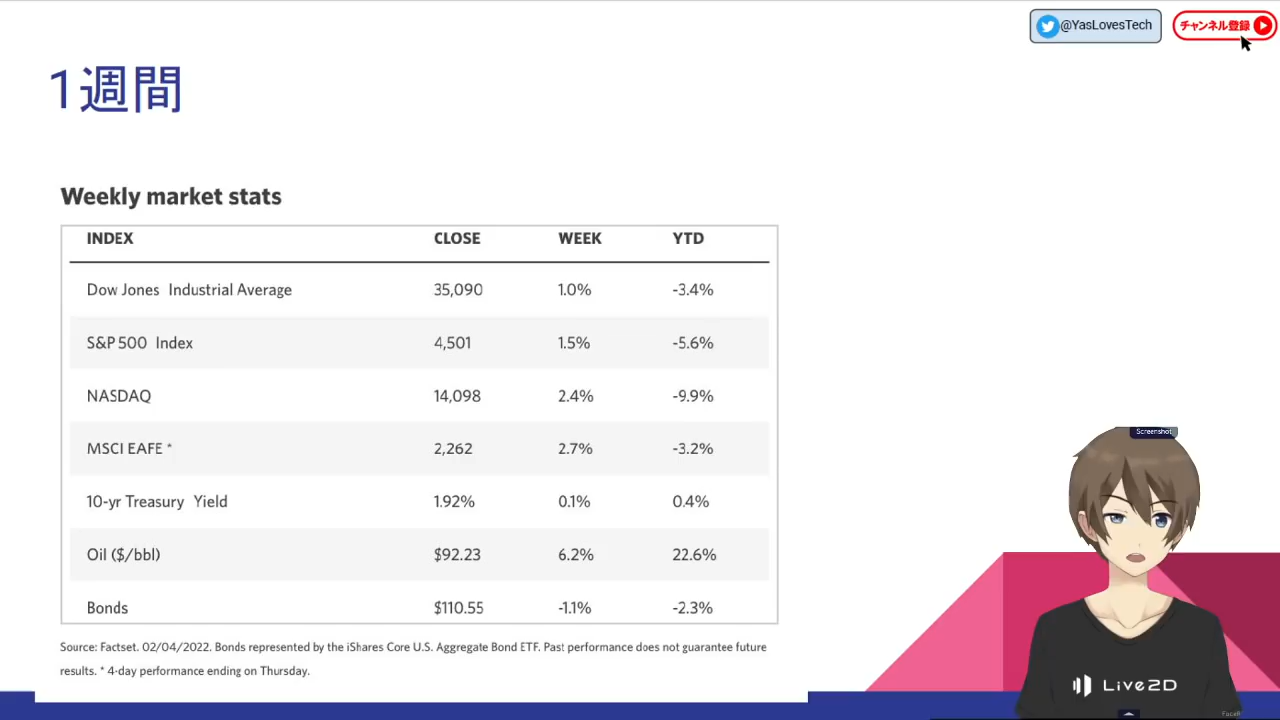 @YasLovesTech
チャンネル登録
1週間
Weekly market stats
INDEX CLOSE WEEK YTD
Dow Jones Industrial Average 35,090 1.0% -3.4%
S&P 500 Index 4,501 1.5% -5.6%
NASDAQ 14,098 2.4% -9.9%
MSCI EAFE * 2,262 2.7% -3.2%
10-yr Treasury Yield 1.92% 0.1% 0.4%
Oil ($/bbl) $92.23 6.2% 22.6%
Bonds $110.55 -1.1% -2.3%
Source: Factset. 02/04/2022. Bonds represented by the iShares Core U.S. Aggregate Bond ETF. Past performance does not guarantee future
results. * 4-day performance ending on Thursday.
Screenshot
Live2D